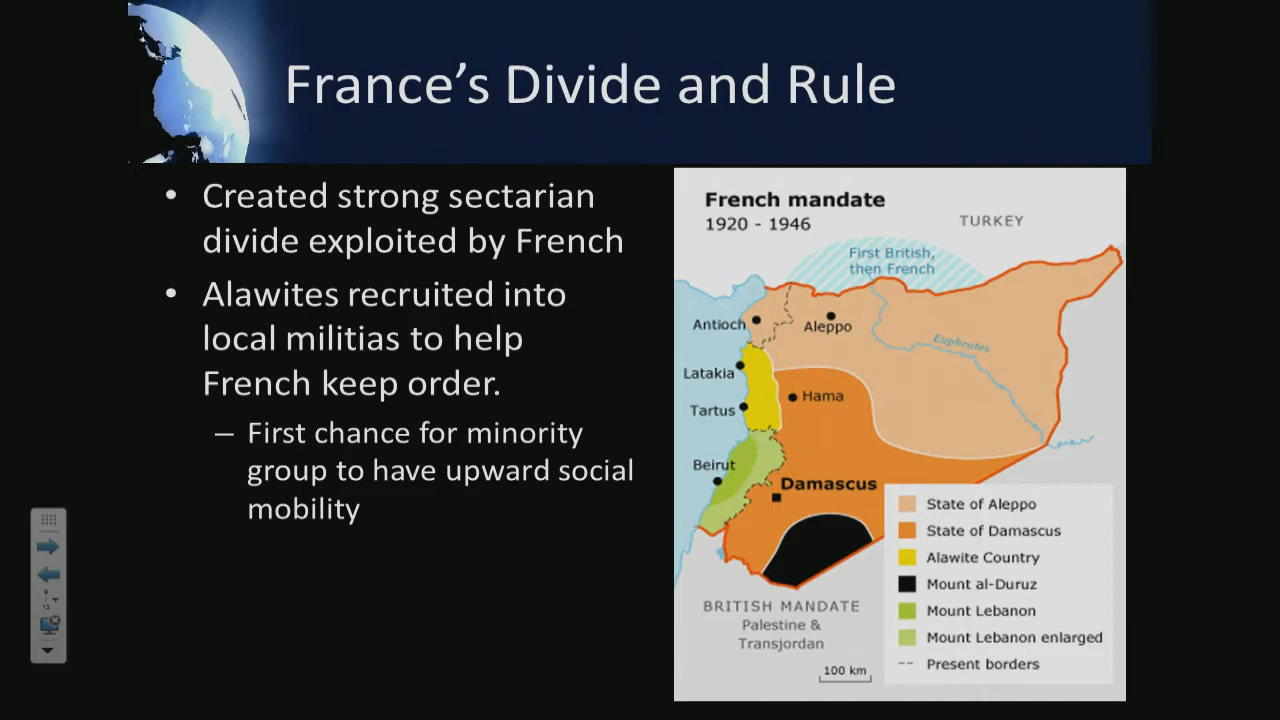 France’s Divide and Rule
• Created strong sectarian
divide exploited by French
• Alawites recruited into
local militias to help
French keep order.
– First chance for minority
group to have upward social
mobility
French mandate
1920 - 1946
TURKEY
First British,
then French
Antioch
Aleppo
Euphrates
Latakia
Hama
Tartus
Beirut
Damascus
State of Aleppo
State of Damascus
Alawite Country
Mount al-Duruz
Mount Lebanon
Mount Lebanon enlarged
Present borders
BRITISH MANDATE
Palestine &
Transjordan
100 km
9
/
12